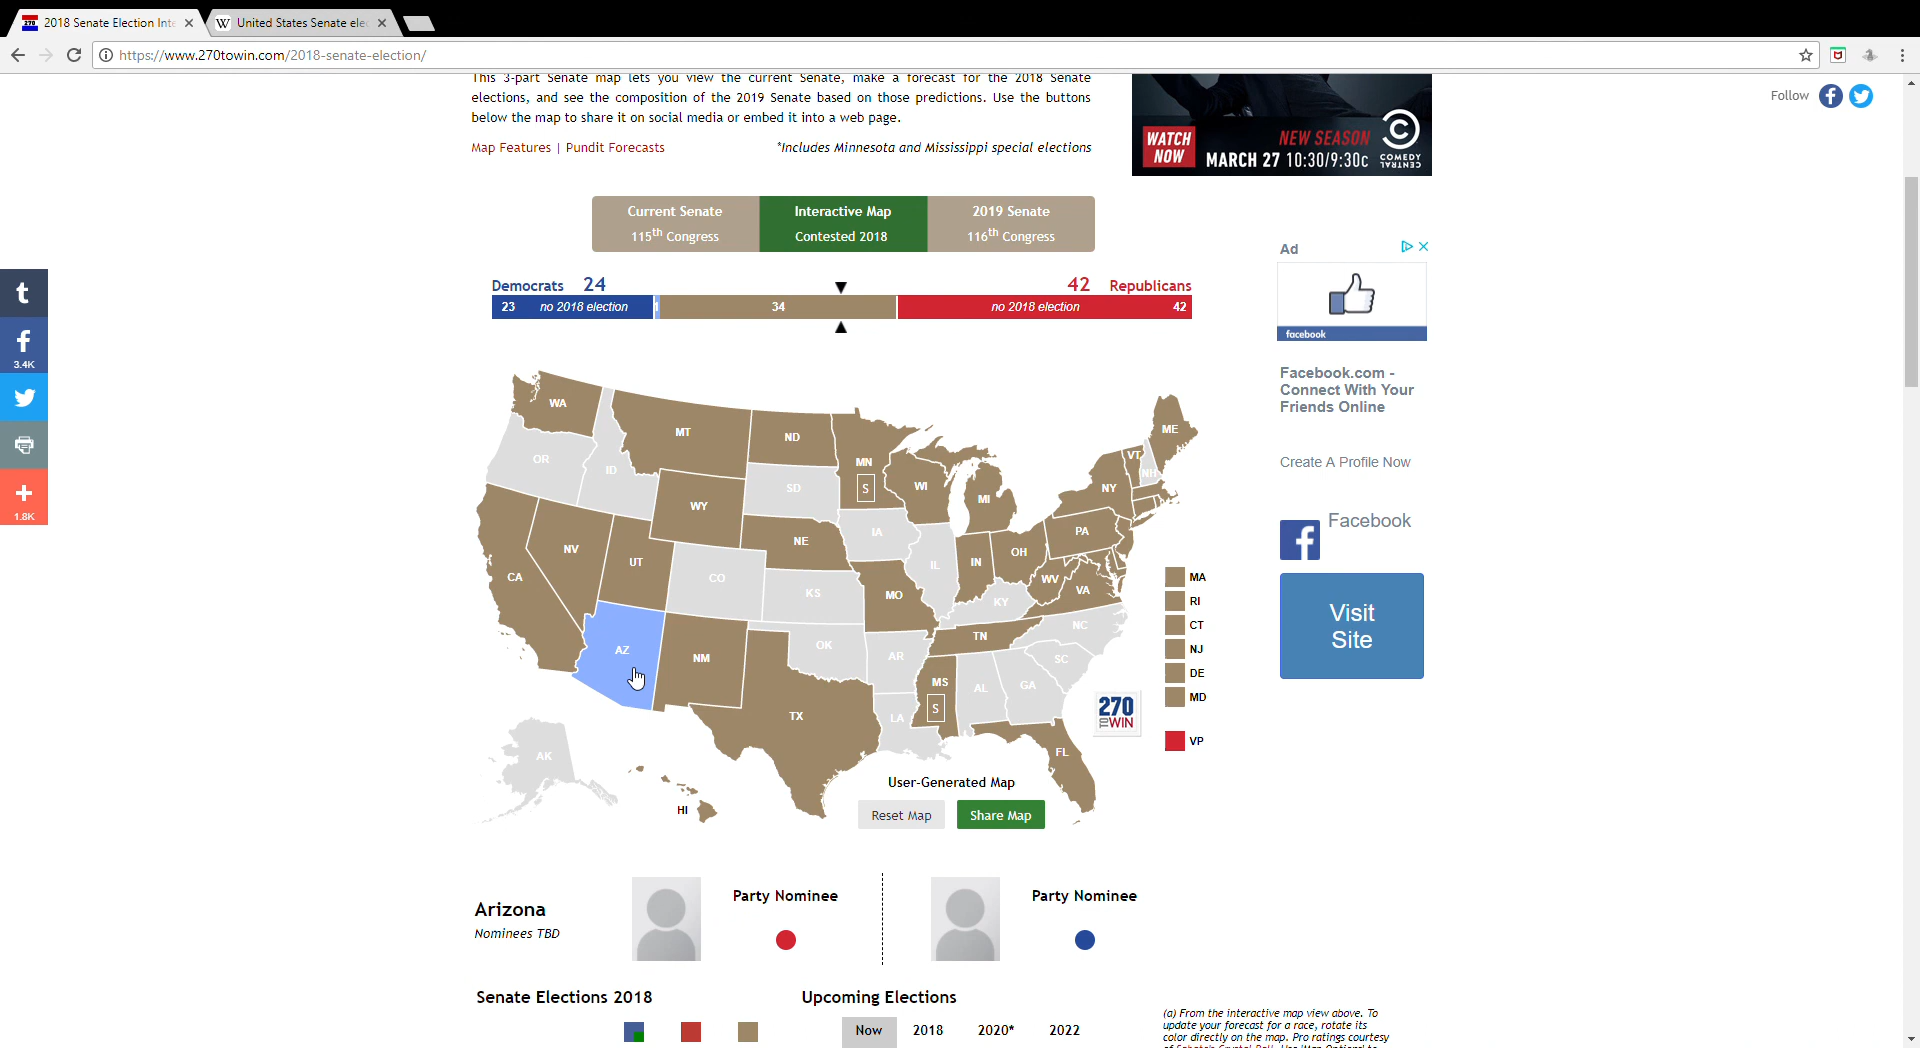 2018 Senate Election Inte
United States Senate elec
https://www.270towin.com/2018-senate-election/
This 3-part Senate map lets you view the current Senate, make a forecast for the 2018 Senate
elections, and see the composition of the 2019 Senate based on those predictions. Use the buttons
below the map to share it on social media or embed it into a web page.
Map Features | Pundit Forecasts
*Includes Minnesota and Mississippi special elections
WATCH NOW
NEW SEASON
MARCH 27 10:30/9:30c
COMEDY CENTRAL
Follow
Current Senate
115th Congress
Interactive Map
Contested 2018
2019 Senate
116th Congress
Democrats 24
42 Republicans
23 no 2018 election 1 34 no 2018 election 42
3.4K
1.8K
WA
MT
ND
MN
S
OR
ID
SD
WI
MI
VT
NH
ME
NY
WY
NE
IA
PA
NV
UT
CO
KS
IL
IN
OH
WV
VA
CA
MO
KY
NC
AZ
NM
OK
AR
TN
SC
MS
S
AL
GA
TX
LA
FL
AK
HI
MA
RI
CT
NJ
DE
MD
VP
270
TO WIN
User-Generated Map
Reset Map
Share Map
Ad
facebook
Facebook.com -
Connect With Your
Friends Online
Create A Profile Now
Facebook
Visit
Site
Arizona
Nominees TBD
Party Nominee
Party Nominee
Senate Elections 2018
Upcoming Elections
Now 2018 2020* 2022
(a) From the interactive map view above. To
update your forecast for a race, rotate its
color directly on the map. Pro ratings courtesy